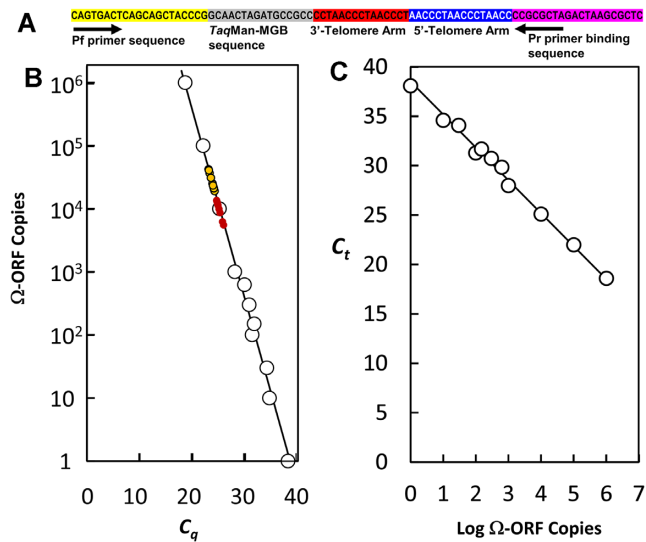 A CAGTGACTCAGCAGCTACCCGGCAACTAGATGCCGCCCCTAACCCTAACCCTAACCCTAACCCTAACCCCGCGCTAGACTAAGCGCTC
Pf primer sequence TaqMan-MGB sequence 3'-Telomere Arm 5'-Telomere Arm Pr primer binding sequence
B
Ω-ORF Copies
10⁶
10⁵
10⁴
10³
10²
10
1
0 10 20 30 40
Cq
C
Ct
40
35
30
25
20
15
10
5
0
0 1 2 3 4 5 6 7
Log Ω-ORF Copies